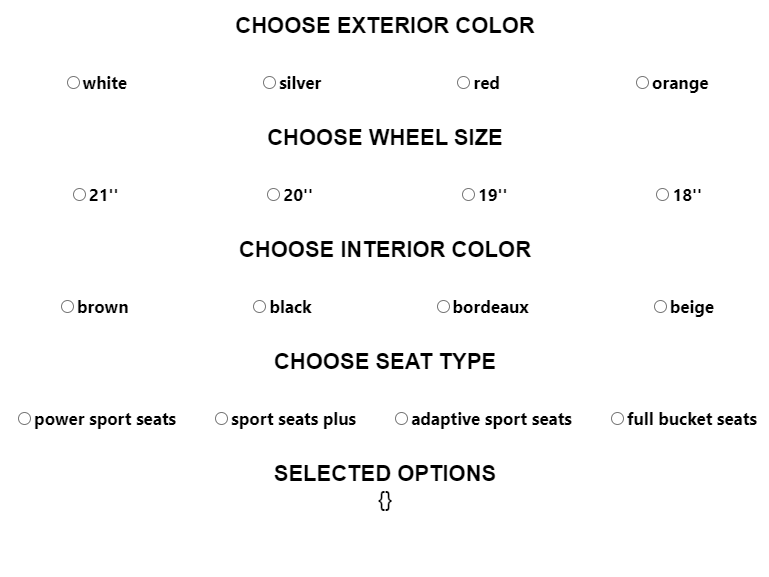 CHOOSE EXTERIOR COLOR
white silver red orange
CHOOSE WHEEL SIZE
21'' 20'' 19'' 18''
CHOOSE INTERIOR COLOR
brown black bordeaux beige
CHOOSE SEAT TYPE
power sport seats sport seats plus adaptive sport seats full bucket seats
SELECTED OPTIONS
{}